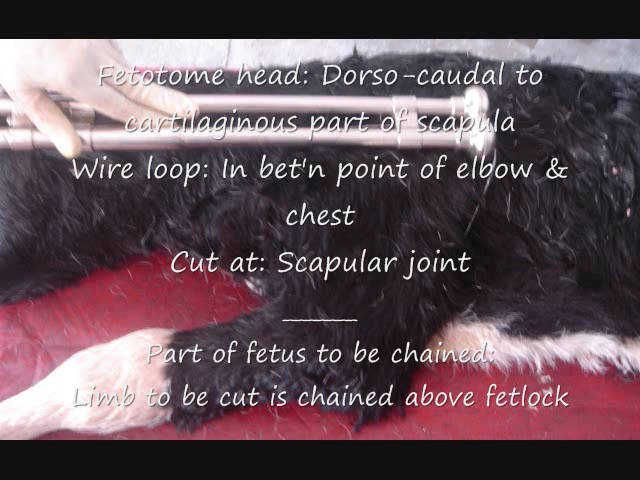 Fetotome head: Dorso-caudal to
cartilaginous part of scapula
Wire loop: In bet'n point of elbow &
chest
Cut at: Scapular joint
______
Part of fetus to be chained:
Limb to be cut is chained above fetlock